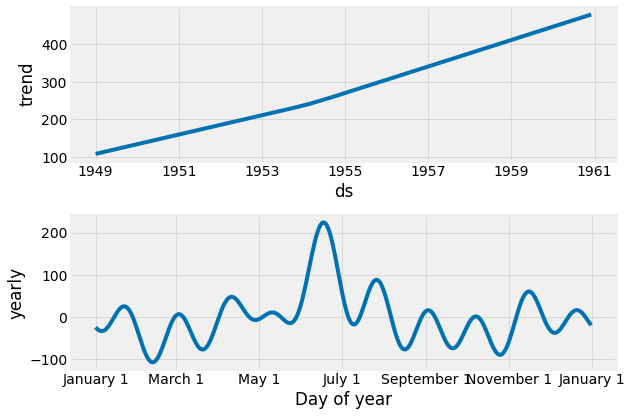 400
300
200
100
trend
1949 1951 1953 1955 1957 1959 1961
ds
200
100
0
−100
yearly
January 1 March 1 May 1 July 1 September 1 November 1 January 1
Day of year